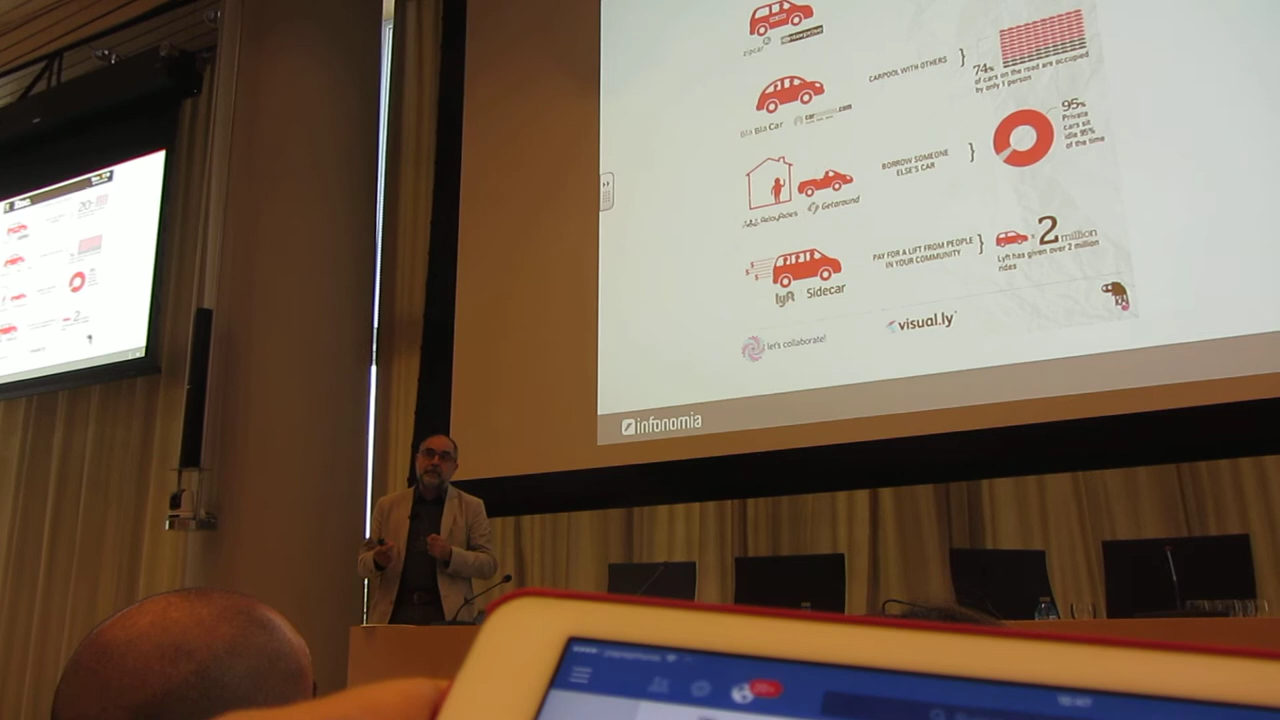 zipcar
CARPOOL WITH OTHERS
74%
of cars on the road are occupied
by only 1 person
Bla Bla Car
95%
Private
cars sit
idle 95%
of the time
BORROW SOMEONE
ELSE'S CAR
RelayRides
Getaround
PAY FOR A LIFT FROM PEOPLE
IN YOUR COMMUNITY
x 2 million
Lyft has given over 2 million
rides
lyft Sidecar
let's collaborate!
visual.ly
infonomia